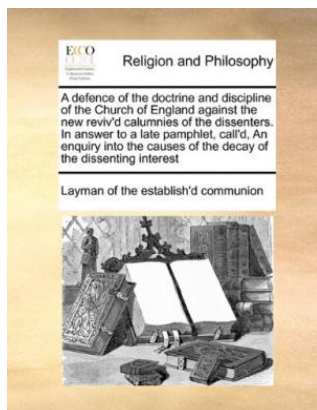 ECCO
Religion and Philosophy
A defence of the doctrine and discipline
of the Church of England against the
new reviv'd calumnies of the dissenters.
In answer to a late pamphlet, call'd, An
enquiry into the causes of the decay of
the dissenting interest
Layman of the establish'd communion